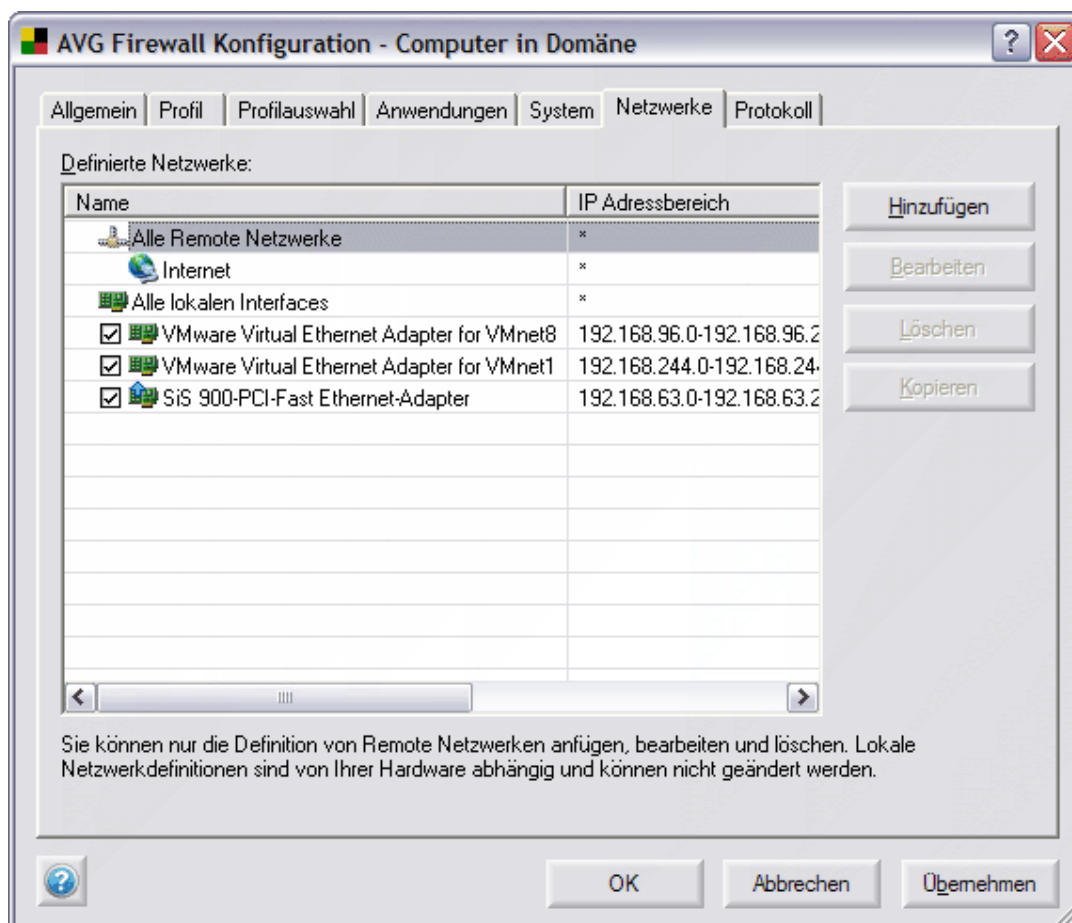 AVG Firewall Konfiguration - Computer in Domäne
Allgemein Profil Profilauswahl Anwendungen System Netzwerke Protokoll
Definierte Netzwerke:
Name IP Adressbereich
Hinzufügen
Alle Remote Netzwerke *
Internet *
Bearbeiten
Alle lokalen Interfaces *
VMware Virtual Ethernet Adapter for VMnet8 192.168.96.0-192.168.96.2
Löschen
VMware Virtual Ethernet Adapter for VMnet1 192.168.244.0-192.168.24
SiS 900-PCI-Fast Ethernet-Adapter 192.168.63.0-192.168.63.2
Kopieren
Sie können nur die Definition von Remote Netzwerken anfügen, bearbeiten und löschen. Lokale
Netzwerkdefinitionen sind von Ihrer Hardware abhängig und können nicht geändert werden.
OK Abbrechen Übernehmen